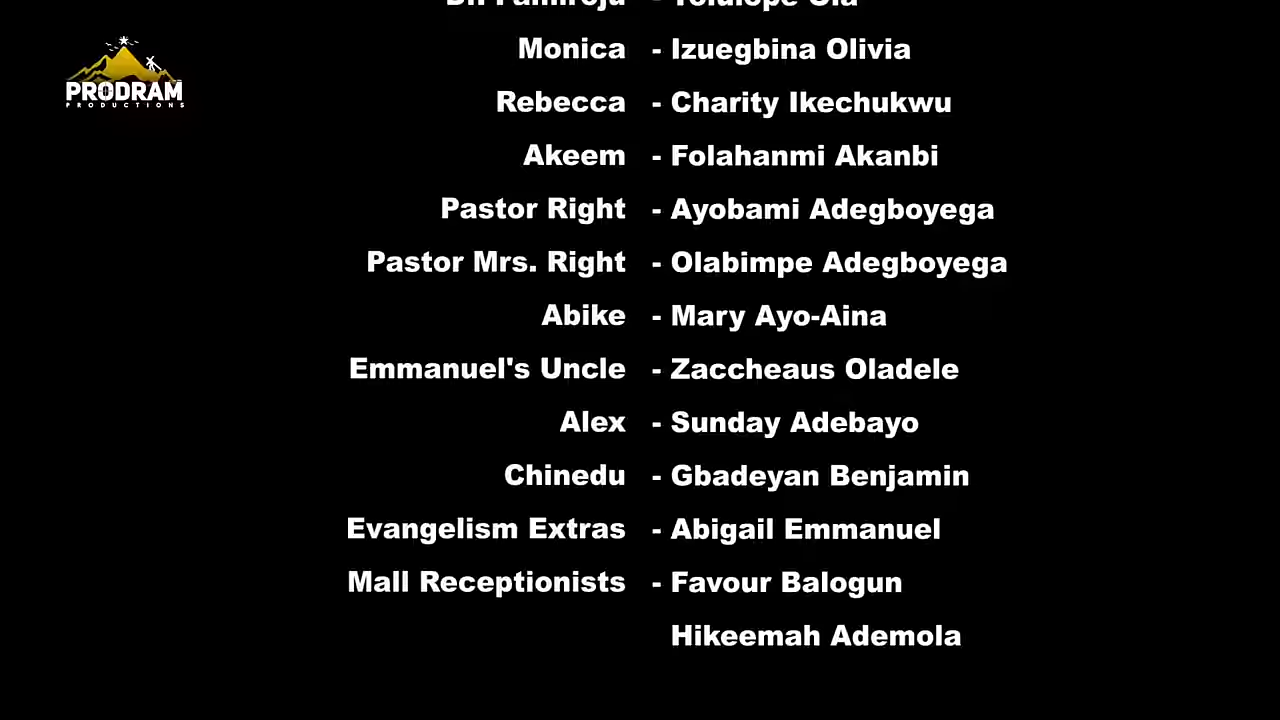 PRODRAM
PRODUCTIONS
Monica - Izuegbina Olivia
Rebecca - Charity Ikechukwu
Akeem - Folahanmi Akanbi
Pastor Right - Ayobami Adegboyega
Pastor Mrs. Right - Olabimpe Adegboyega
Abike - Mary Ayo-Aina
Emmanuel's Uncle - Zaccheaus Oladele
Alex - Sunday Adebayo
Chinedu - Gbadeyan Benjamin
Evangelism Extras - Abigail Emmanuel
Mall Receptionists - Favour Balogun
Hikeemah Ademola